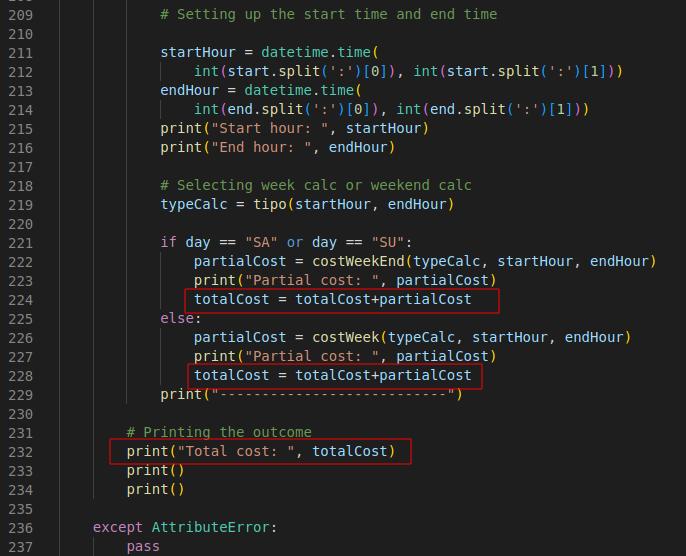 209 # Setting up the start time and end time
210
211 startHour = datetime.time(
212 int(start.split(':')[0]), int(start.split(':')[1]))
213 endHour = datetime.time(
214 int(end.split(':')[0]), int(end.split(':')[1]))
215 print("Start hour: ", startHour)
216 print("End hour: ", endHour)
217
218 # Selecting week calc or weekend calc
219 typeCalc = tipo(startHour, endHour)
220
221 if day == "SA" or day == "SU":
222 partialCost = costWeekEnd(typeCalc, startHour, endHour)
223 print("Partial cost: ", partialCost)
224 totalCost = totalCost+partialCost
225 else:
226 partialCost = costWeek(typeCalc, startHour, endHour)
227 print("Partial cost: ", partialCost)
228 totalCost = totalCost+partialCost
229 print("---------------------------")
230
231 # Printing the outcome
232 print("Total cost: ", totalCost)
233 print()
234 print()
235
236 except AttributeError:
237 pass